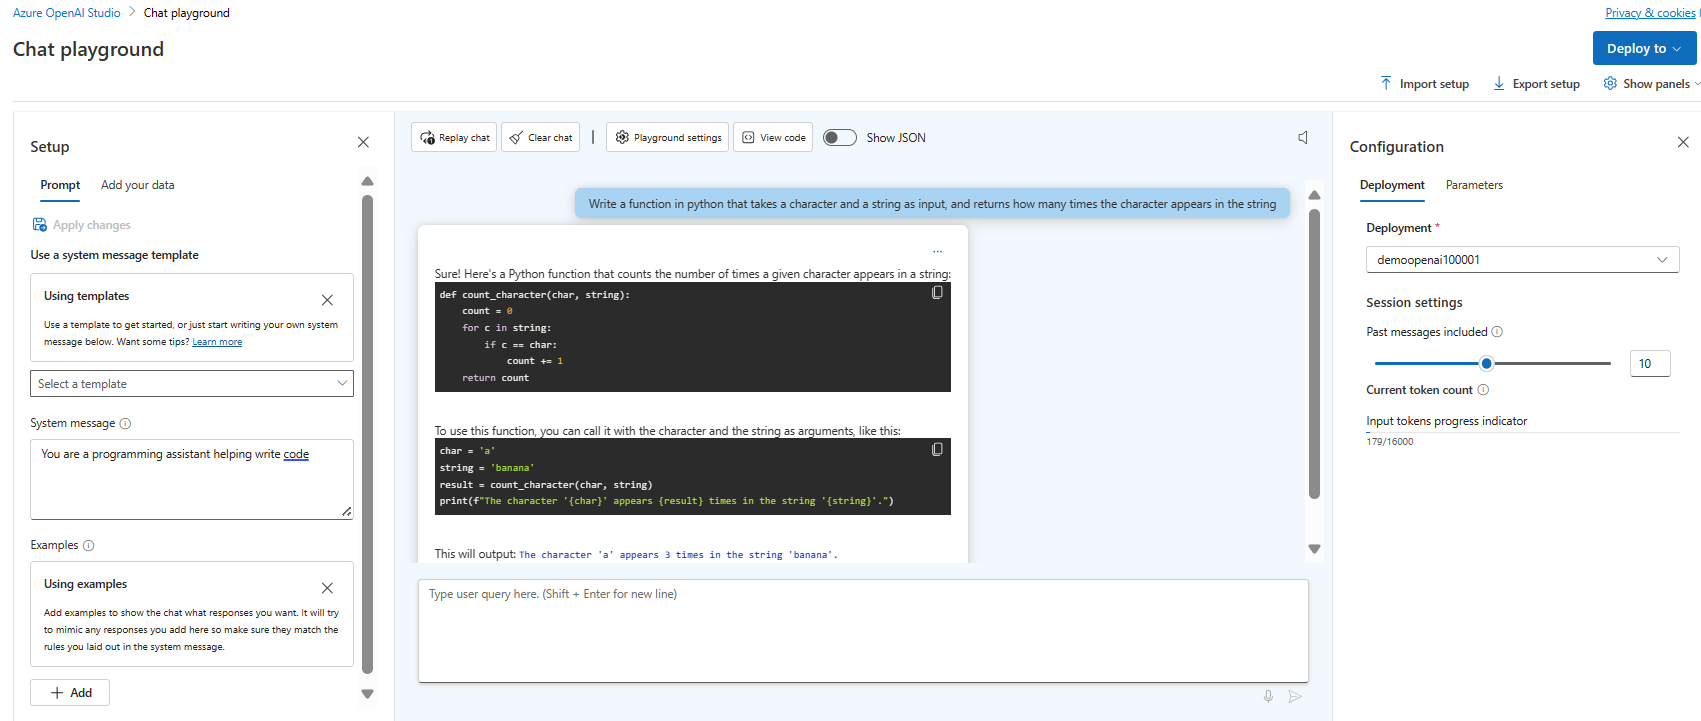 Azure OpenAI Studio > Chat playground
Privacy & cookies
Chat playground
Deploy to
Import setup
Export setup
Show panels
Setup
Prompt
Add your data
Apply changes
Use a system message template
Using templates
Use a template to get started, or just start writing your own system
message below. Want some tips? Learn more
Select a template
System message
You are a programming assistant helping write code
Examples
Using examples
Add examples to show the chat what responses you want. It will try
to mimic any responses you add here so make sure they match the
rules you laid out in the system message.
Add
Replay chat
Clear chat
Playground settings
View code
Show JSON
Write a function in python that takes a character and a string as input, and returns how many times the character appears in the string
...
Sure! Here's a Python function that counts the number of times a given character appears in a string:
def count_character(char, string):
    count = 0
    for c in string:
        if c == char:
            count += 1
    return count
To use this function, you can call it with the character and the string as arguments, like this:
char = 'a'
string = 'banana'
result = count_character(char, string)
print(f"The character '{char}' appears {result} times in the string '{string}'.")
This will output: The character 'a' appears 3 times in the string 'banana'.
Type user query here. (Shift + Enter for new line)
Configuration
Deployment
Parameters
Deployment *
demoopenai100001
Session settings
Past messages included
10
Current token count
Input tokens progress indicator
179/16000